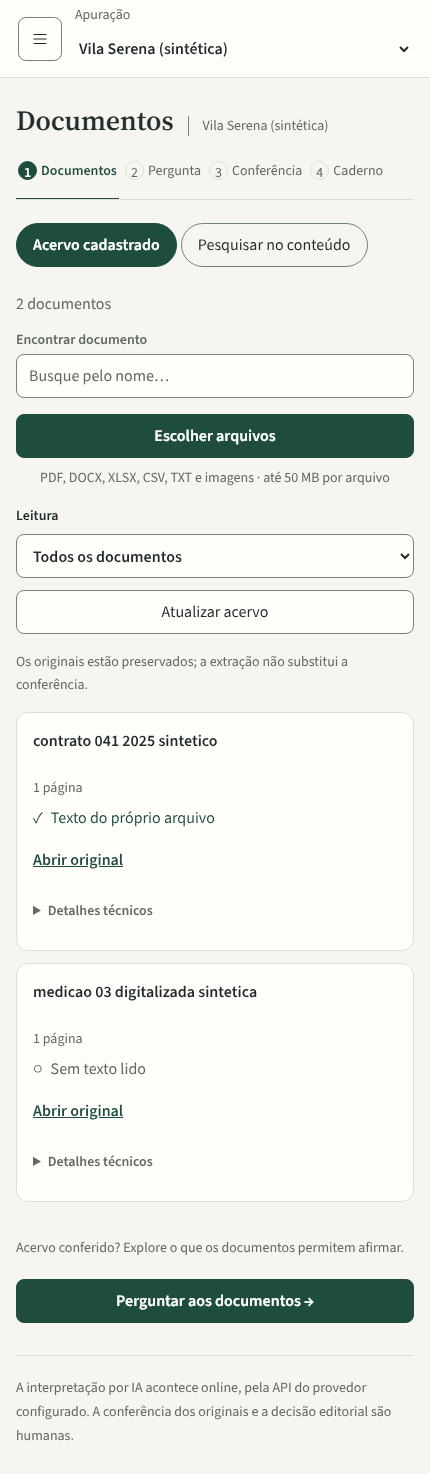 Apuração
Vila Serena (sintética)
Documentos
Vila Serena (sintética)
1 Documentos 2 Pergunta 3 Conferência 4 Caderno
Acervo cadastrado
Pesquisar no conteúdo
2 documentos
Encontrar documento
Busque pelo nome…
Escolher arquivos
PDF, DOCX, XLSX, CSV, TXT e imagens · até 50 MB por arquivo
Leitura
Todos os documentos
Atualizar acervo
Os originais estão preservados; a extração não substitui a
conferência.
contrato 041 2025 sintetico
1 página
✓ Texto do próprio arquivo
Abrir original
▶ Detalhes técnicos
medicao 03 digitalizada sintetica
1 página
○ Sem texto lido
Abrir original
▶ Detalhes técnicos
Acervo conferido? Explore o que os documentos permitem afirmar.
Perguntar aos documentos →
A interpretação por IA acontece online, pela API do provedor
configurado. A conferência dos originais e a decisão editorial são
humanas.